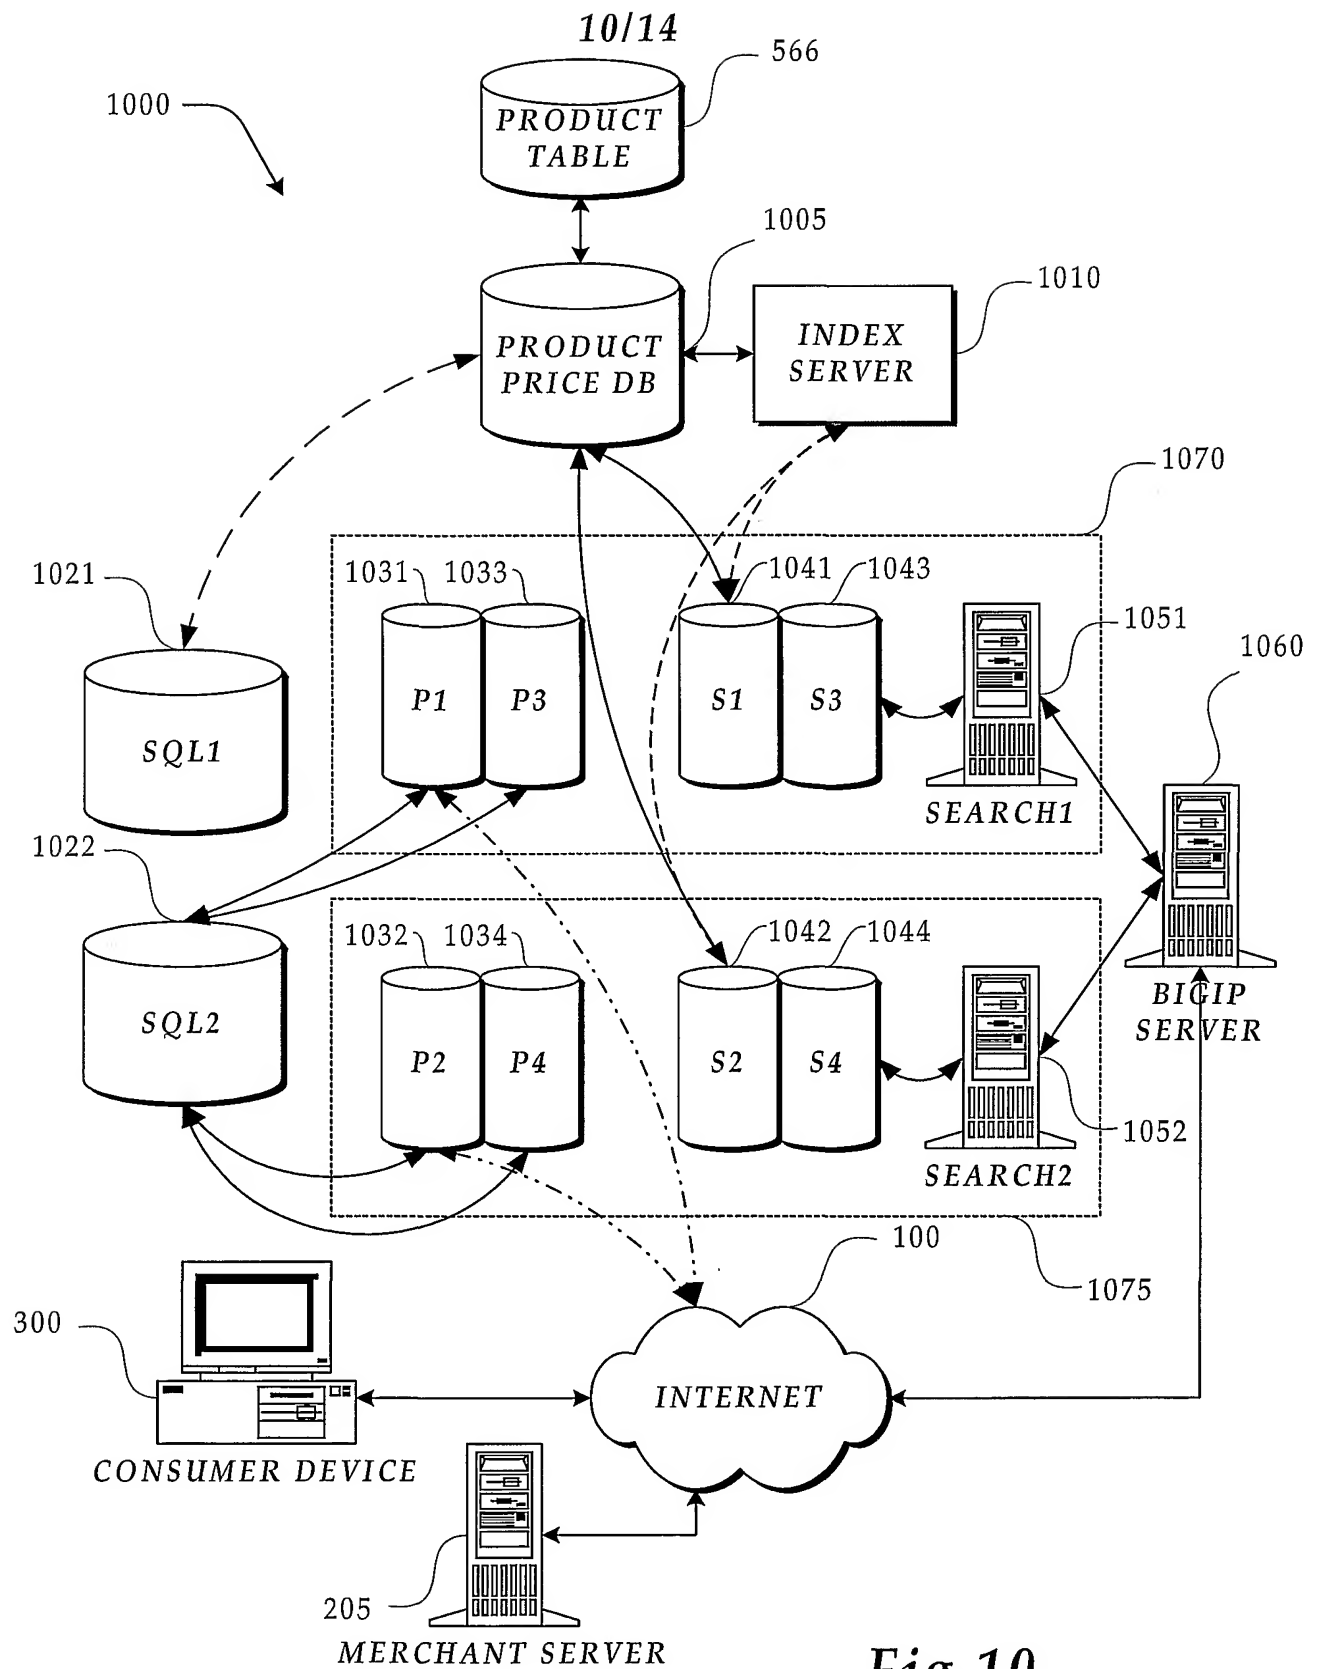 10/14
566
1000
PRODUCT
TABLE
1005
1010
PRODUCT
PRICE DB
INDEX
SERVER
1070
1021
1031
1033
1041
1043
1051
1060
P1
P3
S1
S3
SQL1
SEARCH1
1022
1032
1034
1042
1044
BIGIP
SERVER
SQL2
P2
P4
S2
S4
1052
SEARCH2
100
1075
300
INTERNET
CONSUMER DEVICE
205
MERCHANT SERVER
Fig. 10